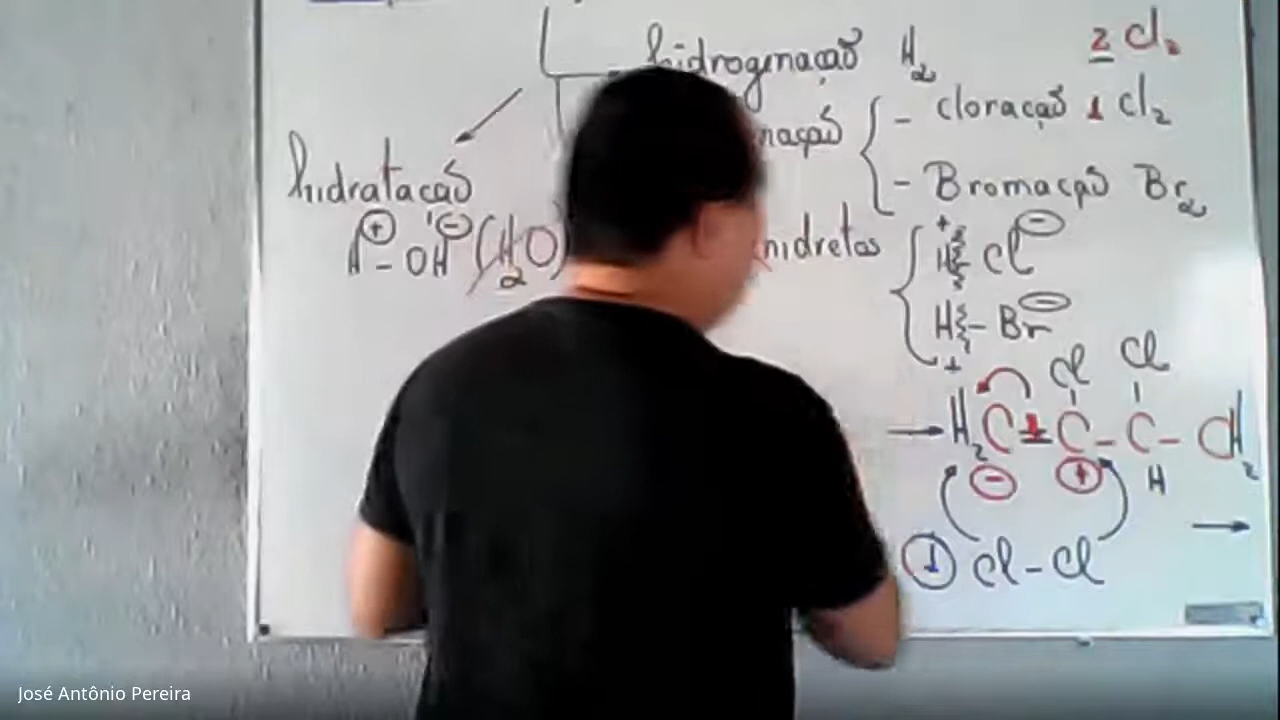 hidrogenação H₂ 2 Cl₂
- cloração 1 Cl₂
hidratação
- Bromação Br₂
H⁺ - OH⁻ (H₂O)
+ H Cl -
H - Br -
+
Cl Cl
→ H₂C = C - C - CH₂
- + H
→
① Cl - Cl
José Antônio Pereira